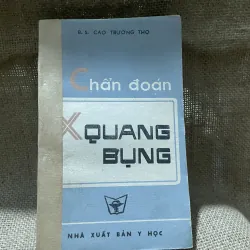 B.S. CAO TRƯỜNG THỌ
Chẩn đoán
X QUANG
BỤNG
NHÀ XUẤT BẢN Y HỌC